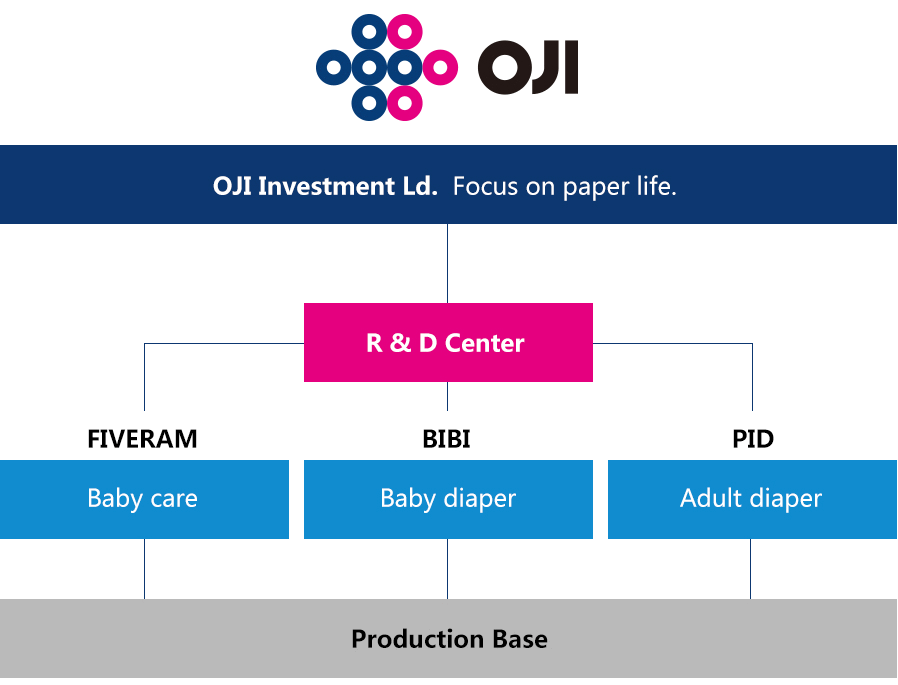 OJI
OJI Investment Ld. Focus on paper life.
R & D Center
FIVERAM
BIBI
PID
Baby care
Baby diaper
Adult diaper
Production Base